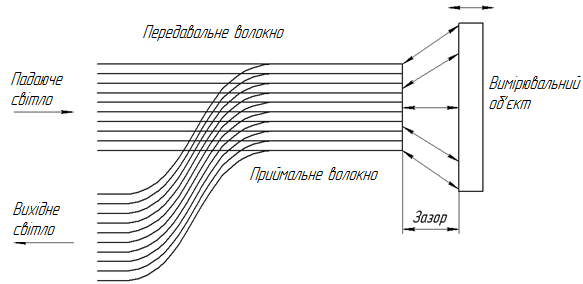 Передавальне волокно
Падаюче
світло
Вимірювальний
об'єкт
Приймальне волокно
Вихідне
світло
Зазор